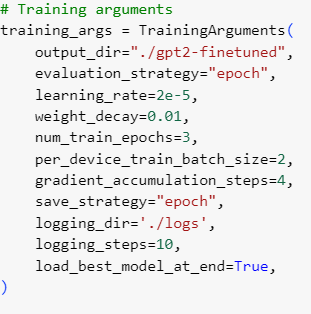 # Training arguments
training_args = TrainingArguments(
    output_dir="./gpt2-finetuned",
    evaluation_strategy="epoch",
    learning_rate=2e-5,
    weight_decay=0.01,
    num_train_epochs=3,
    per_device_train_batch_size=2,
    gradient_accumulation_steps=4,
    save_strategy="epoch",
    logging_dir='./logs',
    logging_steps=10,
    load_best_model_at_end=True,
)